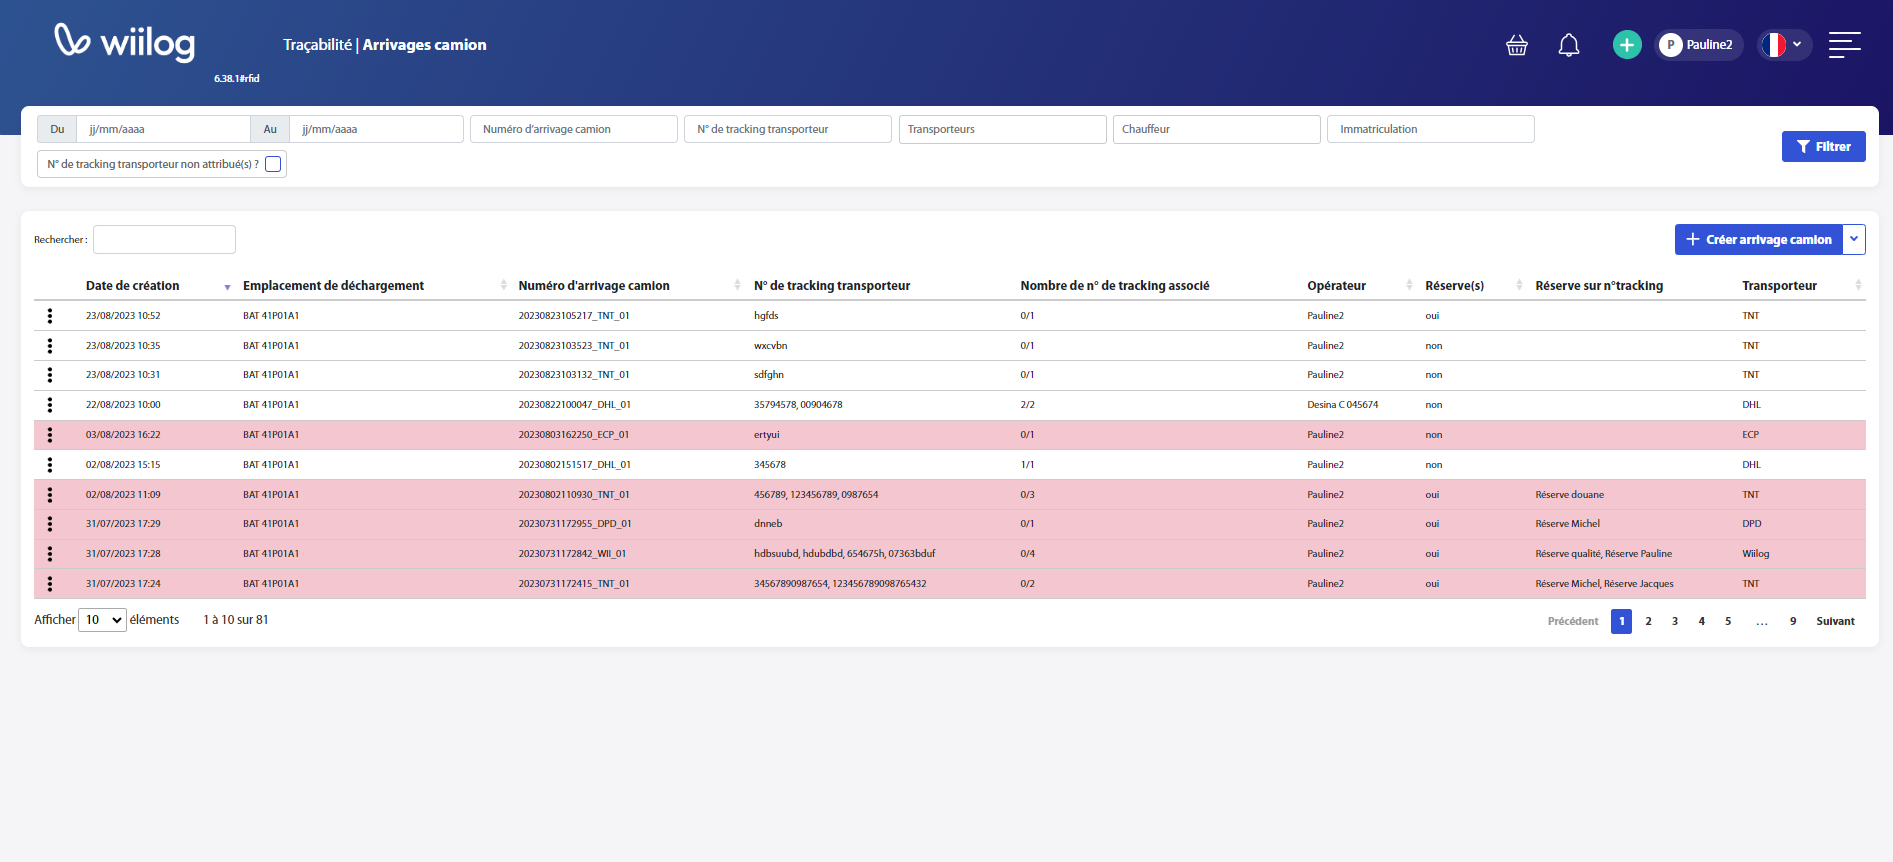 wiilog
Traçabilité | Arrivages camion
P Pauline2
6.38.1#rfid
Du jj/mm/aaaa Au jj/mm/aaaa Numéro d'arrivage camion N° de tracking transporteur Transporteurs Chauffeur Immatriculation
Filtrer
N° de tracking transporteur non attribué(s) ?
Rechercher :
Créer arrivage camion
Date de création Emplacement de déchargement Numéro d'arrivage camion N° de tracking transporteur Nombre de n° de tracking associé Opérateur Réserve(s) Réserve sur n°tracking Transporteur
23/08/2023 10:52 BAT 41P01A1 20230823105217_TNT_01 hgfds 0/1 Pauline2 oui TNT
23/08/2023 10:35 BAT 41P01A1 20230823103523_TNT_01 wxcvbn 0/1 Pauline2 non TNT
23/08/2023 10:31 BAT 41P01A1 20230823103132_TNT_01 sdfghn 0/1 Pauline2 non TNT
22/08/2023 10:00 BAT 41P01A1 20230822100047_DHL_01 35794578, 00904678 2/2 Desina C 045674 non DHL
03/08/2023 16:22 BAT 41P01A1 20230803162250_ECP_01 ertyui 0/1 Pauline2 non ECP
02/08/2023 15:15 BAT 41P01A1 20230802151517_DHL_01 345678 1/1 Pauline2 non DHL
02/08/2023 11:09 BAT 41P01A1 20230802110930_TNT_01 456789, 123456789, 0987654 0/3 Pauline2 oui Réserve douane TNT
31/07/2023 17:29 BAT 41P01A1 20230731172955_DPD_01 dnneb 0/1 Pauline2 oui Réserve Michel DPD
31/07/2023 17:28 BAT 41P01A1 20230731172842_WII_01 hdbsuubd, hdubdbd, 654675h, 07363bduf 0/4 Pauline2 oui Réserve qualité, Réserve Pauline Wiilog
31/07/2023 17:24 BAT 41P01A1 20230731172415_TNT_01 34567890987654, 123456789098765432 0/2 Pauline2 oui Réserve Michel, Réserve Jacques TNT
Afficher 10 éléments 1 à 10 sur 81 Précédent 1 2 3 4 5 ... 9 Suivant